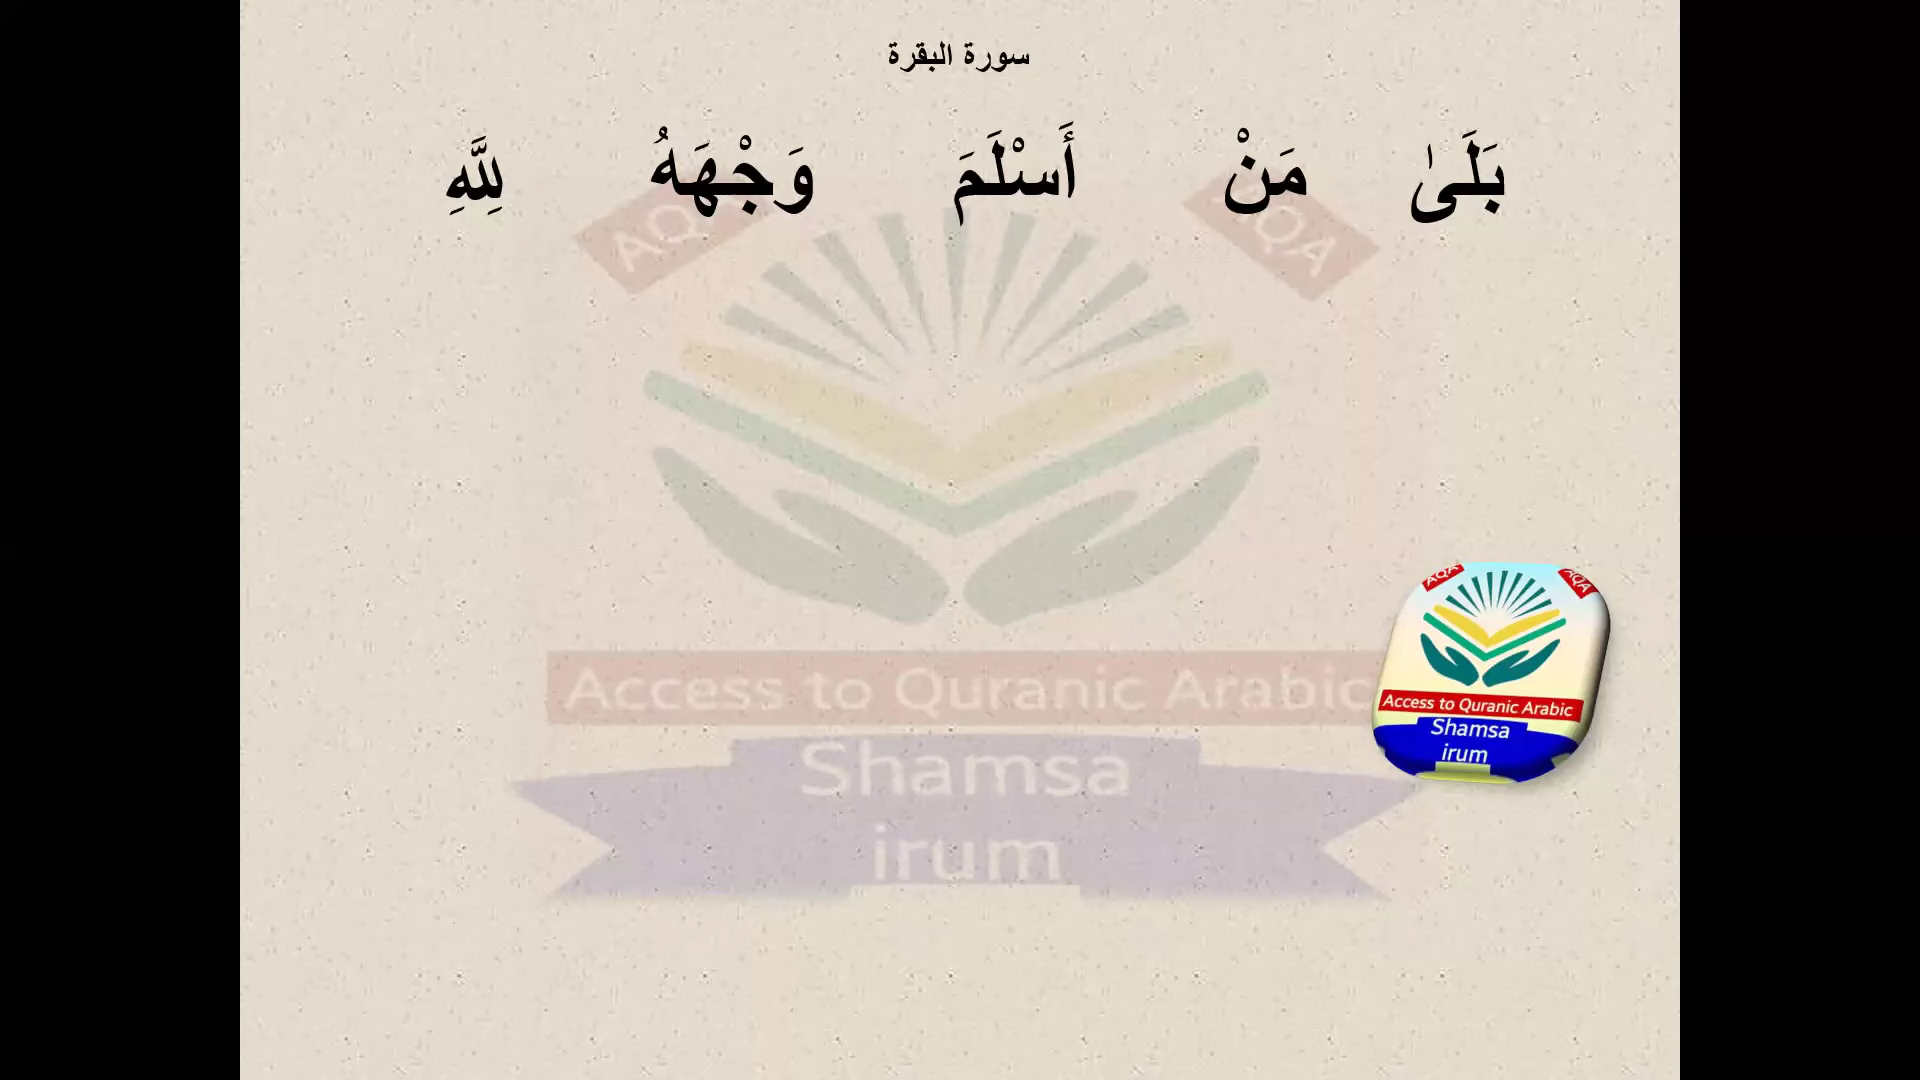 سورة البقرة
بَلَىٰ مَنْ أَسْلَمَ وَجْهَهُ لِلَّهِ
AQA AQA
Access to Quranic Arabic
Shamsa
irum
AQA AQA
Access to Quranic Arabic
Shamsa
irum